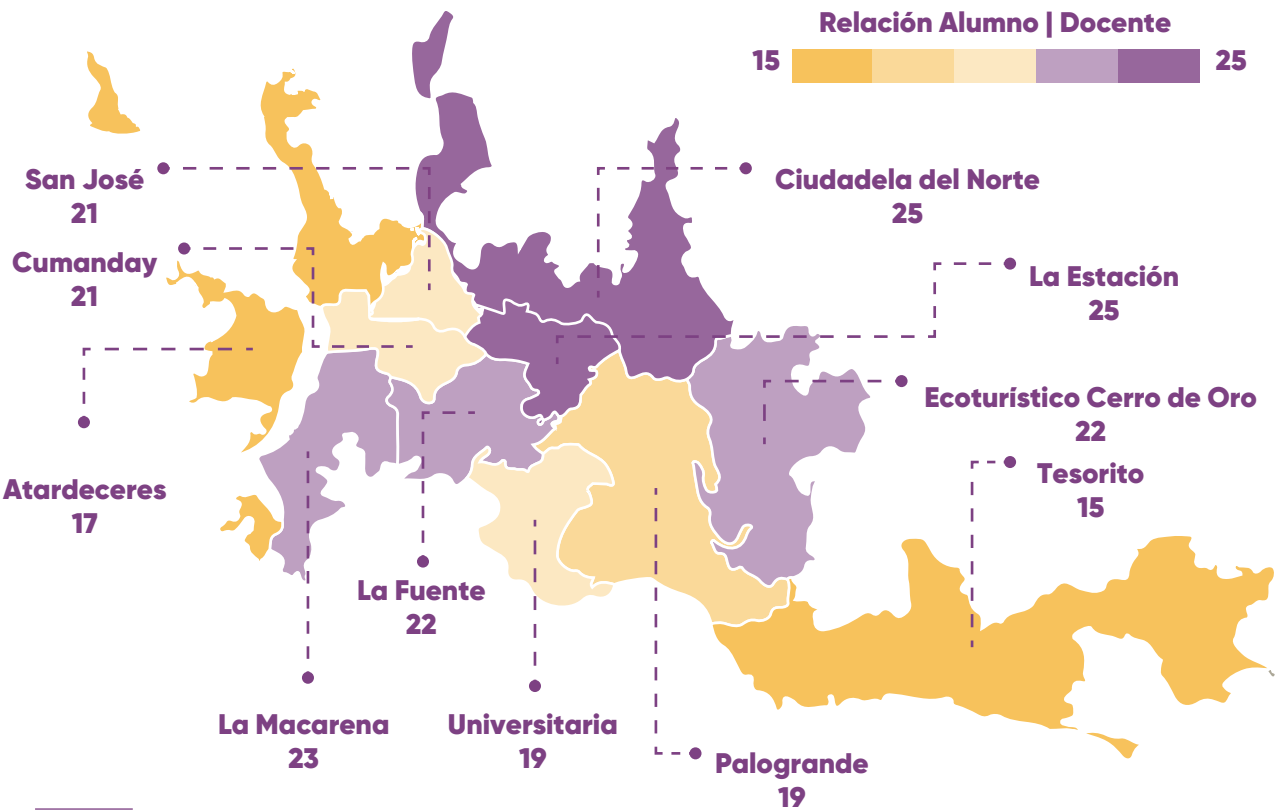 Relación Alumno | Docente
15
25
San José
21
Ciudadela del Norte
25
Cumanday
21
La Estación
25
Ecoturístico Cerro de Oro
22
Atardeceres
17
Tesorito
15
La Fuente
22
La Macarena
23
Universitaria
19
Palogrande
19